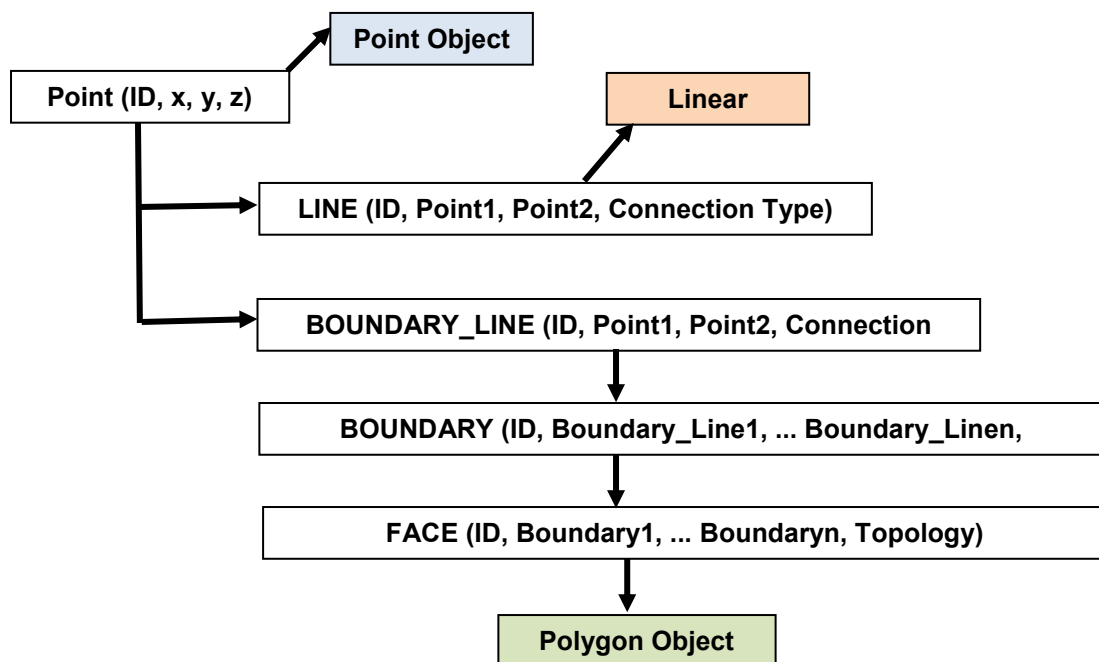 Point Object
Point (ID, x, y, z)
Linear
LINE (ID, Point1, Point2, Connection Type)
BOUNDARY_LINE (ID, Point1, Point2, Connection
BOUNDARY (ID, Boundary_Line1, ... Boundary_Linen,
FACE (ID, Boundary1, ... Boundaryn, Topology)
Polygon Object